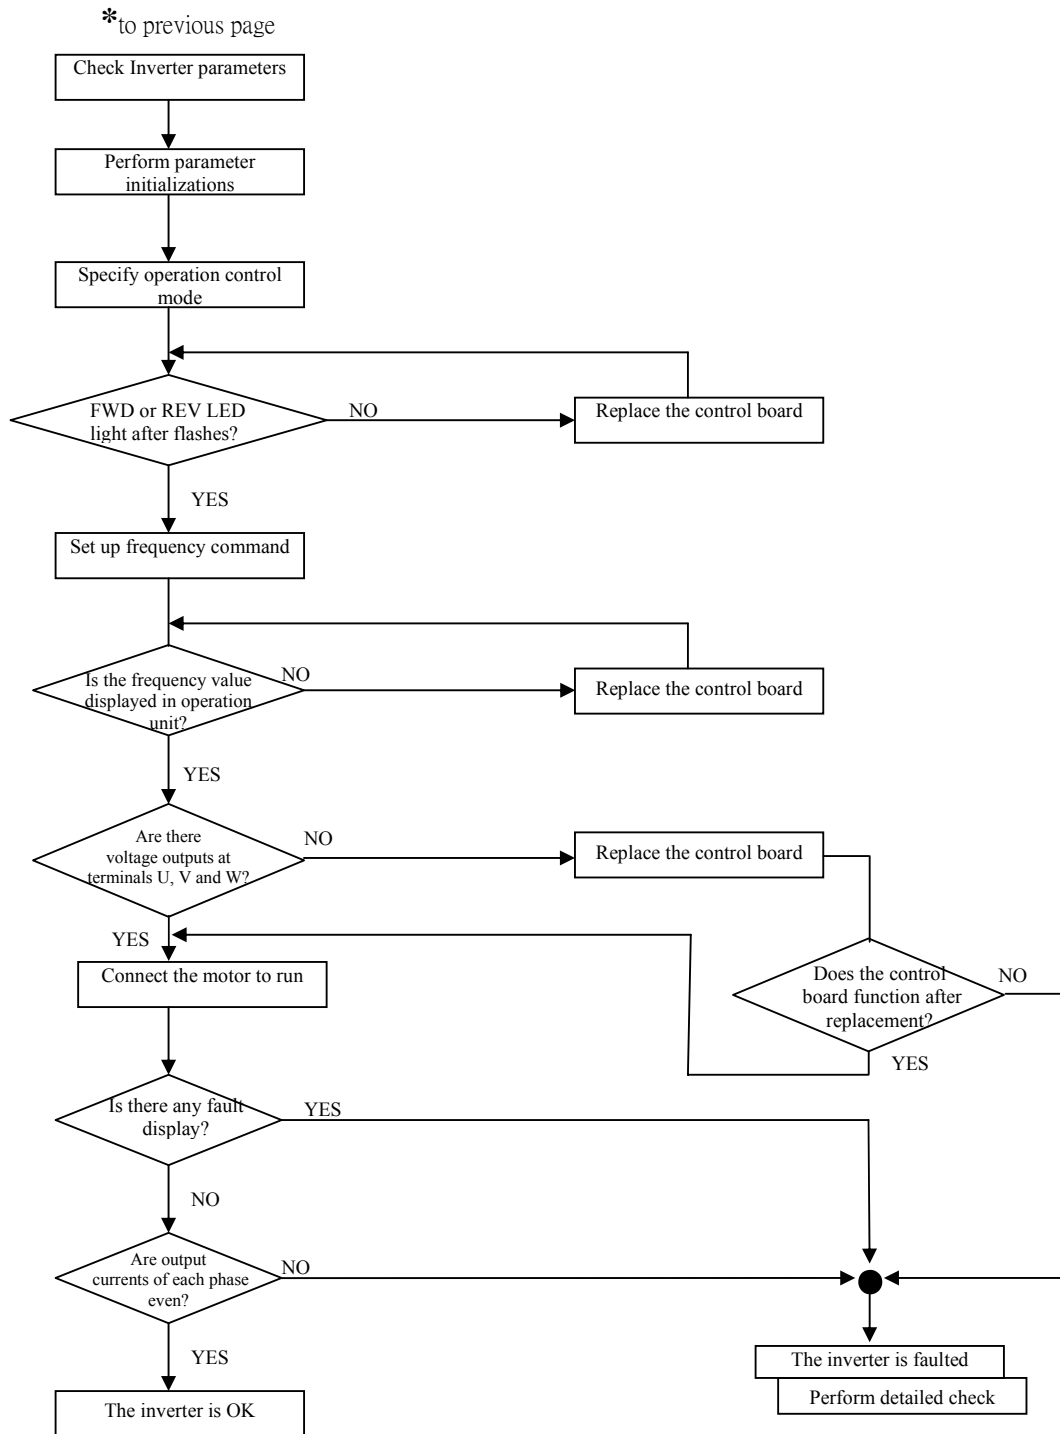 *to previous page
Check Inverter parameters
Perform parameter
initializations
Specify operation control
mode
FWD or REV LED
light after flashes?
NO
Replace the control board
YES
Set up frequency command
Is the frequency value
displayed in operation
unit?
NO
Replace the control board
YES
Are there
voltage outputs at
terminals U, V and W?
NO
Replace the control board
YES
Connect the motor to run
Does the control
board function after
replacement?
NO
YES
Is there any fault
display?
YES
NO
Are output
currents of each phase
even?
NO
YES
The inverter is faulted
Perform detailed check
The inverter is OK